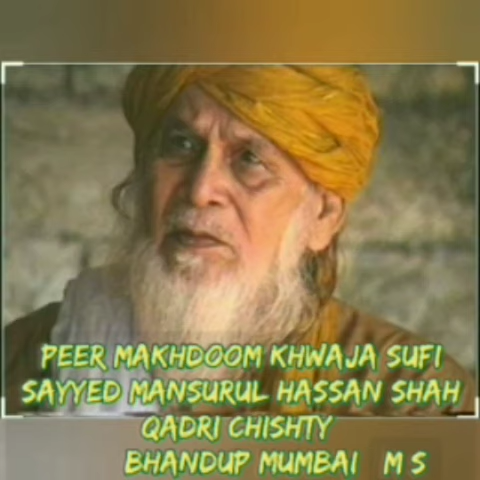 PEER MAKHDOOM KHWAJA SUFI
SAYYED MANSURUL HASSAN SHAH
QADRI CHISHTY
BHANDUP MUMBAI M S